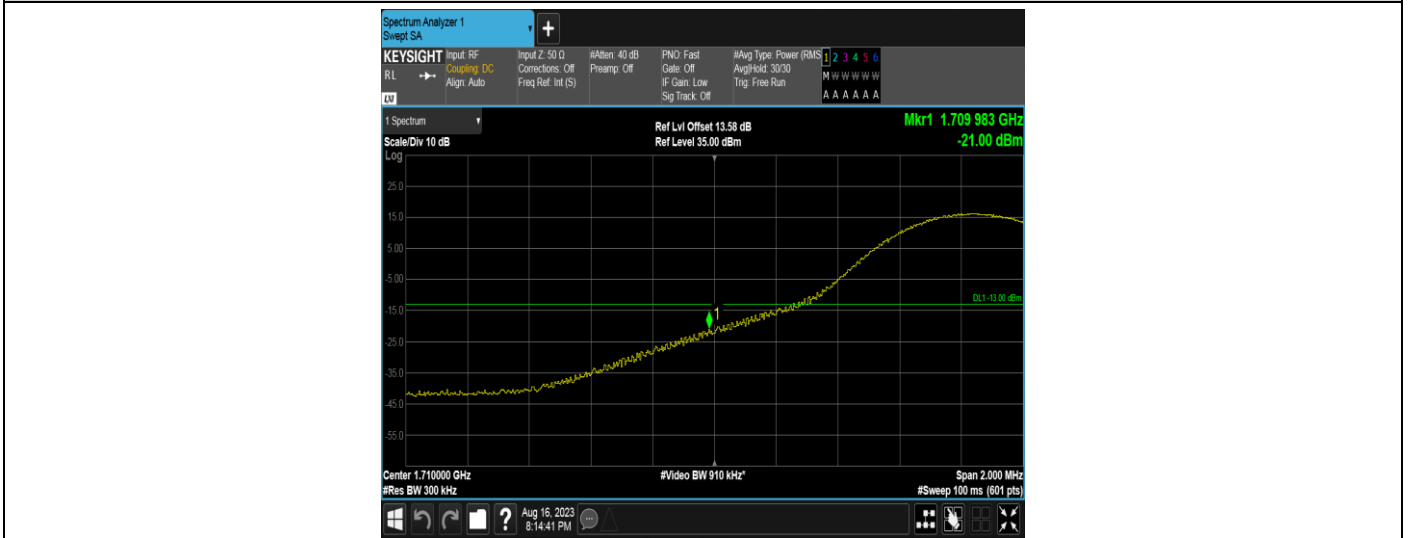 Spectrum Analyzer 1
Swept SA
+
KEYSIGHT
RL
LXI
Input: RF
Coupling: DC
Align: Auto
Input Z: 50 Ω
Corrections: Off
Freq Ref: Int (S)
#Atten: 40 dB
Preamp: Off
PNO: Fast
Gate: Off
IF Gain: Low
Sig Track: Off
#Avg Type: Power (RMS
Avg|Hold: 30/30
Trig: Free Run
1 2 3 4 5 6
M W W W W W
A A A A A A
1 Spectrum
Scale/Div 10 dB
Log
Ref Lvl Offset 13.58 dB
Ref Level 35.00 dBm
Mkr1 1.709 983 GHz
-21.00 dBm
25.0
15.0
5.00
-5.00
-15.0
-25.0
-35.0
-45.0
-55.0
DL1 -13.00 dBm
1
Center 1.710000 GHz
#Res BW 300 kHz
#Video BW 910 kHz*
Span 2.000 MHz
#Sweep 100 ms (601 pts)
?
Aug 16, 2023
8:14:41 PM